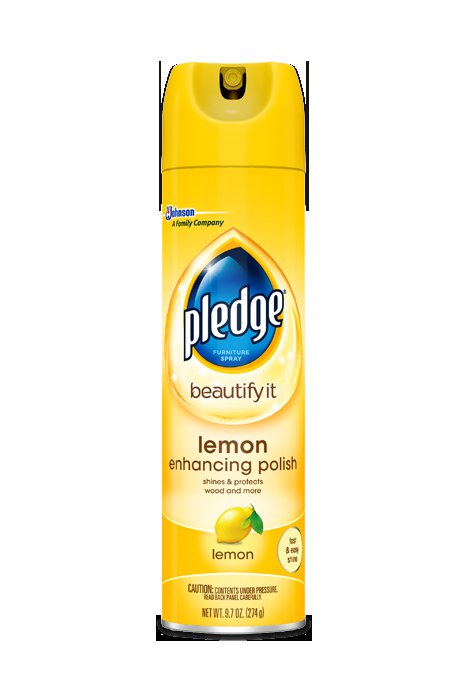 Johnson
A Family Company
pledge®
FURNITURE
SPRAY
beautify it
lemon
enhancing polish
shines & protects
wood and more
lemon
fast
& easy
shine
CAUTION: CONTENTS UNDER PRESSURE.
READ BACK PANEL CAREFULLY.
NET WT. 9.7 OZ. (274 g)